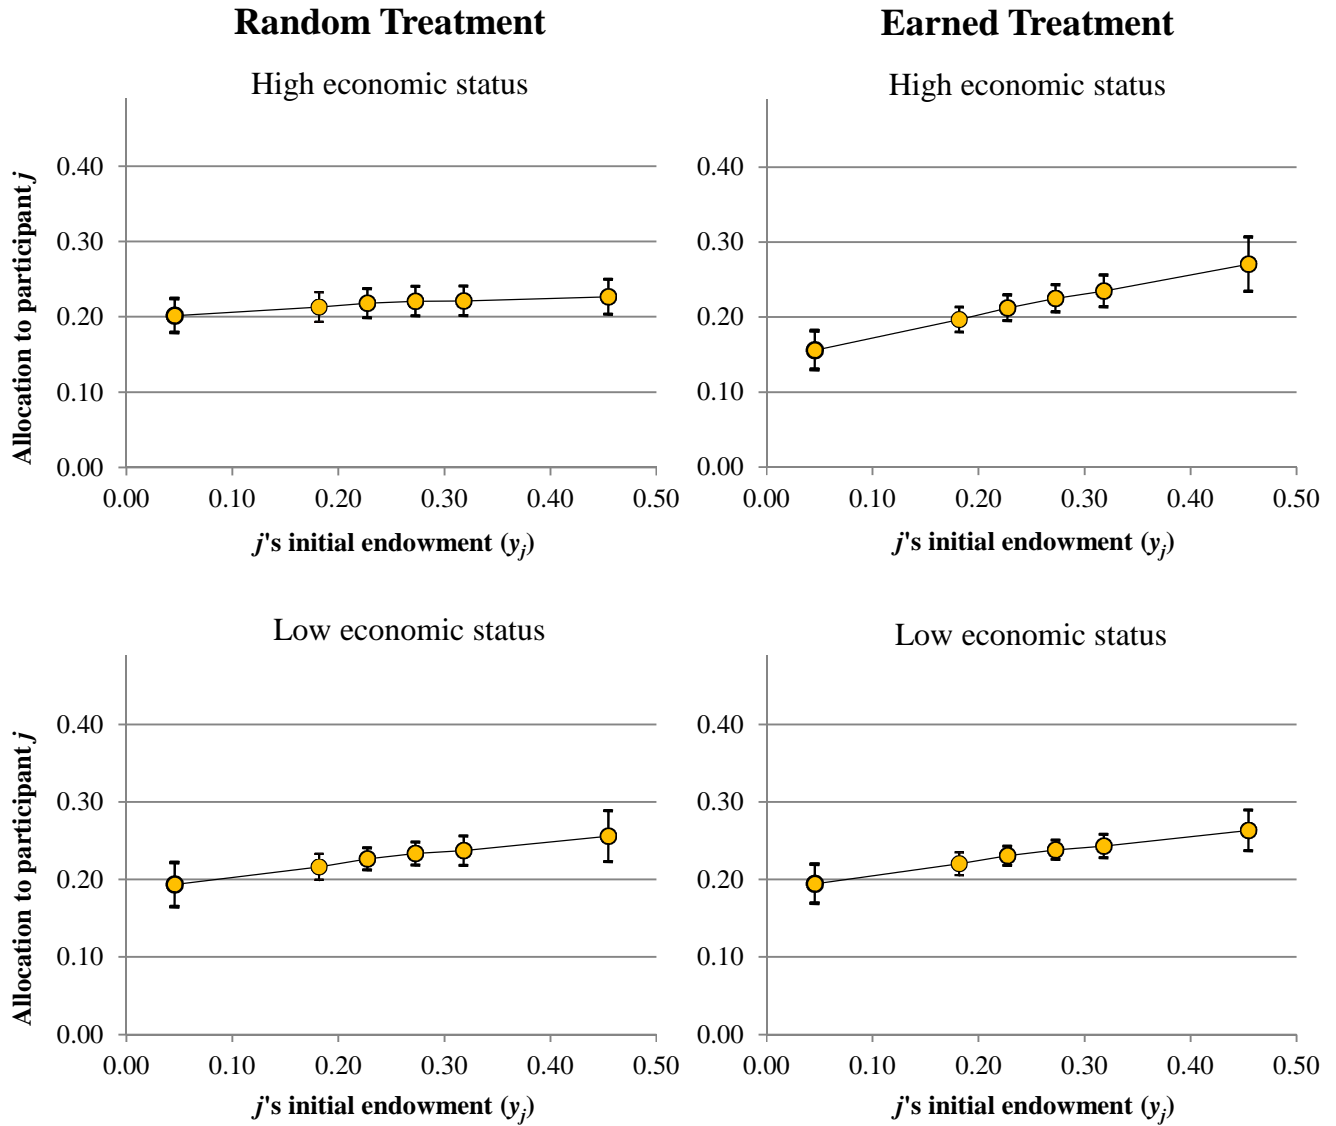 Random Treatment
Earned Treatment
High economic status
High economic status
Allocation to participant j
0.40
0.30
0.20
0.10
0.00
0.00 0.10 0.20 0.30 0.40 0.50
j's initial endowment (yj)
0.40
0.30
0.20
0.10
0.00
0.00 0.10 0.20 0.30 0.40 0.50
j's initial endowment (yj)
Low economic status
Low economic status
Allocation to participant j
0.40
0.30
0.20
0.10
0.00
0.00 0.10 0.20 0.30 0.40 0.50
j's initial endowment (yj)
0.40
0.30
0.20
0.10
0.00
0.00 0.10 0.20 0.30 0.40 0.50
j's initial endowment (yj)